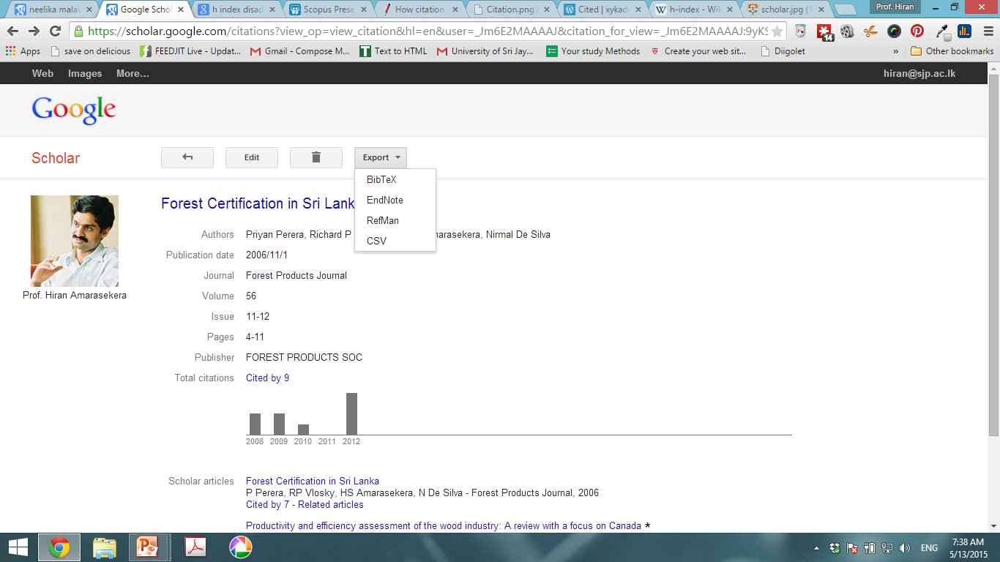 neelika malav
Google Schol
h index disad
Scopus Prese
How citation
Citation.png
Cited | xykad
h-index - Wik
scholar.jpg (1
Prof. Hiran
https://scholar.google.com/citations?view_op=view_citation&hl=en&user=_Jm6E2MAAAAJ&citation_for_view=_Jm6E2MAAAAJ:9yKS
14
Apps
save on delicious
FEEDJIT Live - Updat...
Gmail - Compose M...
Text to HTML
University of Sri Jay...
Your study Methods
Create your web sit...
Diigolet
»
Other bookmarks
Web Images More...
hiran@sjp.ac.lk
Google
Scholar
Edit
Export
BibTeX
EndNote
RefMan
CSV
Prof. Hiran Amarasekera
Forest Certification in Sri Lank
Authors Priyan Perera, Richard P narasekera, Nirmal De Silva
Publication date 2006/11/1
Journal Forest Products Journal
Volume 56
Issue 11-12
Pages 4-11
Publisher FOREST PRODUCTS SOC
Total citations Cited by 9
2008 2009 2010 2011 2012
Scholar articles Forest Certification in Sri Lanka
P Perera, RP Vlosky, HS Amarasekera, N De Silva - Forest Products Journal, 2006
Cited by 7 - Related articles
Productivity and efficiency assessment of the wood industry: A review with a focus on Canada *
ENG
7:38 AM
5/13/2015